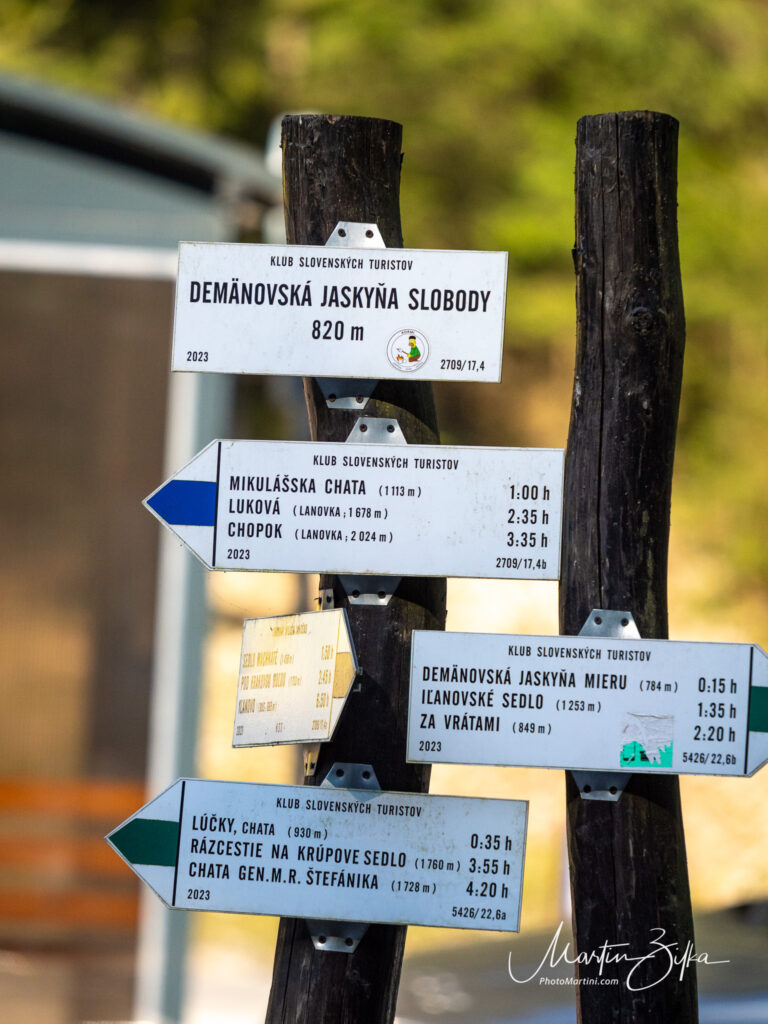 KLUB SLOVENSKÝCH TURISTOV
DEMÄNOVSKÁ JASKYŇA SLOBODY
820 m
2023 2709/17,4
KLUB SLOVENSKÝCH TURISTOV
MIKULÁŠSKA CHATA (1 113 m) 1:00 h
LUKOVÁ (LANOVKA ; 1 678 m) 2:35 h
CHOPOK (LANOVKA ; 2 024 m) 3:35 h
2023 2709/17,4b
SEDLO
POD
2023
KLUB SLOVENSKÝCH TURISTOV
DEMÄNOVSKÁ JASKYŇA MIERU (784 m) 0:15 h
IĽANOVSKÉ SEDLO (1 253 m) 1:35 h
ZA VRÁTAMI (849 m) 2:20 h
2023 5426/22,6b
KLUB SLOVENSKÝCH TURISTOV
LÚČKY, CHATA (930 m) 0:35 h
RÁZCESTIE NA KRÚPOVE SEDLO (1 760 m) 3:55 h
CHATA GEN.M.R. ŠTEFÁNIKA (1 728 m) 4:20 h
2023 5426/22,6a
Martin Zifka
PhotoMartini.com